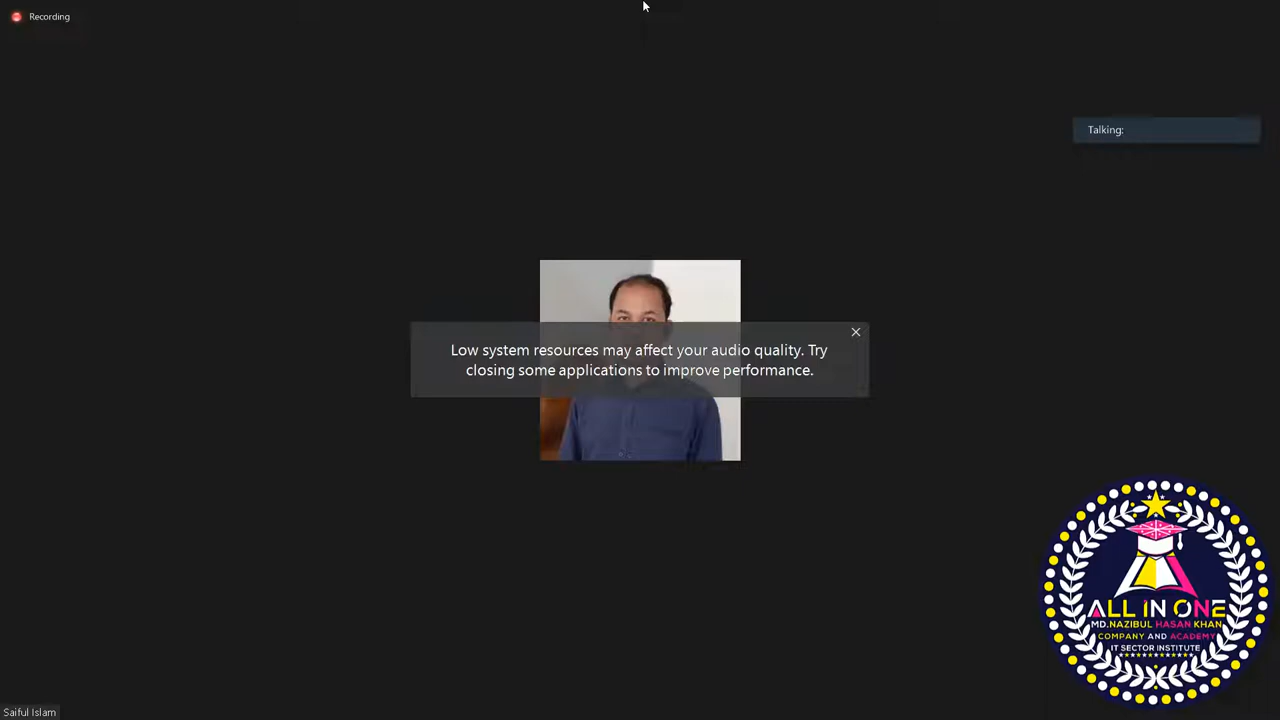 Recording
Talking:
Low system resources may affect your audio quality. Try
closing some applications to improve performance.
ALL IN ONE
MD.NAZIBUL HASAN KHAN
COMPANY AND ACADEMY
IT SECTOR INSTITUTE
Saiful Islam